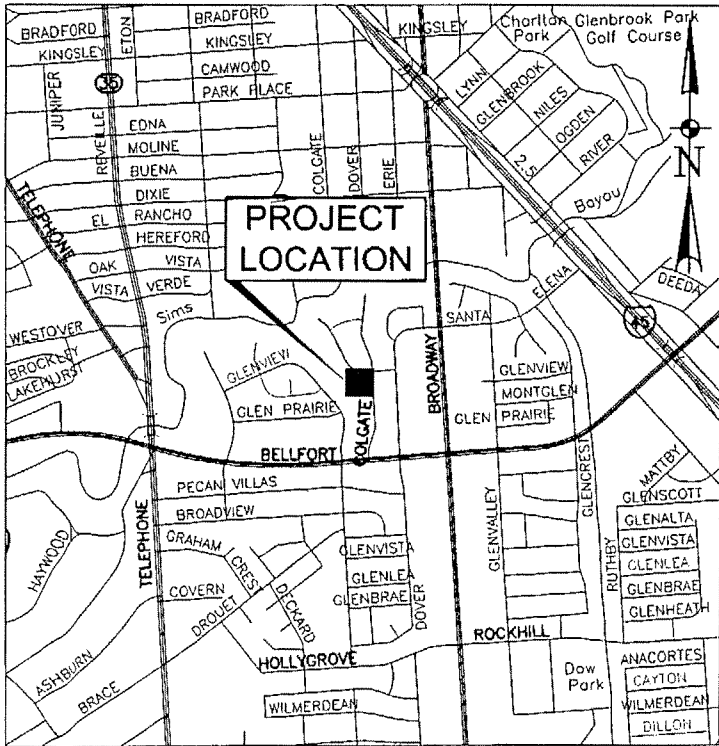 BRADFORD
BRADFORD
KINGSLEY
ETON
KINGSLEY
KINGSLEY
Charlton Park
Glenbrook Park Golf Course
JUNIPER
35
CAMWOOD
PARK PLACE
LYNN
GLENBROOK
NILES
OGDEN
RIVER
2.5
REVEILLE
EDNA
MOLINE
BUENA
DIXIE
EL RANCHO
HEREFORD
OAK VISTA
VISTA VERDE
COLGATE
DOVER
ERIE
Bayou
N
TELEPHONE
PROJECT
LOCATION
Sims
WESTOVER
BROCKLEY
LAKEHURST
SANTA ELENA
DEEDA
45
GLENVIEW
GLEN PRAIRIE
COLGATE
BROADWAY
GLENVIEW
MONTGLEN
GLEN PRAIRIE
BELLFORT
PECAN VILLAS
BROADVIEW
GRAHAM
CREST
DECKARD
COVERN
DROUET
HAYWOOD
TELEPHONE
ASHBURN
BRACE
GLENVISTA
GLENLEA
GLENBRAE
DOVER
GLENVALLEY
GLENCREST
RUTHBY
MATTBY
GLENSCOTT
GLENALTA
GLENVISTA
GLENLEA
GLENBRAE
GLENHEATH
HOLLYGROVE
ROCKHILL
WILMERDEAN
Dow
Park
ANACORTES
CAYTON
WILMERDEAN
DILLON